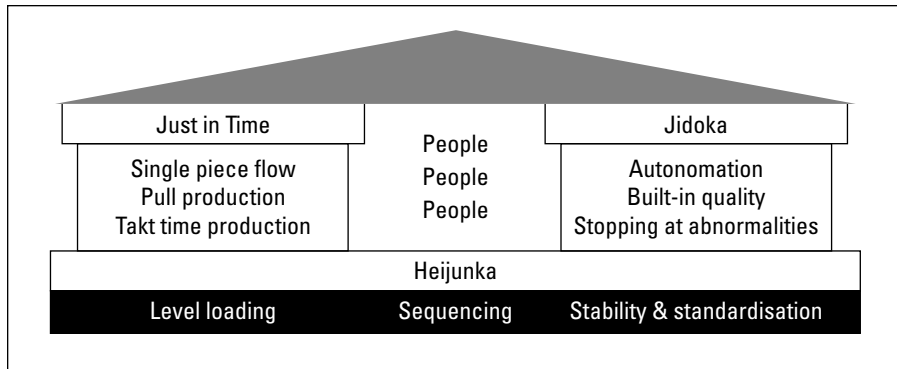 Just in Time
Single piece flow
Pull production
Takt time production
People
People
People
Jidoka
Autonomation
Built-in quality
Stopping at abnormalities
Heijunka
Level loading
Sequencing
Stability & standardisation